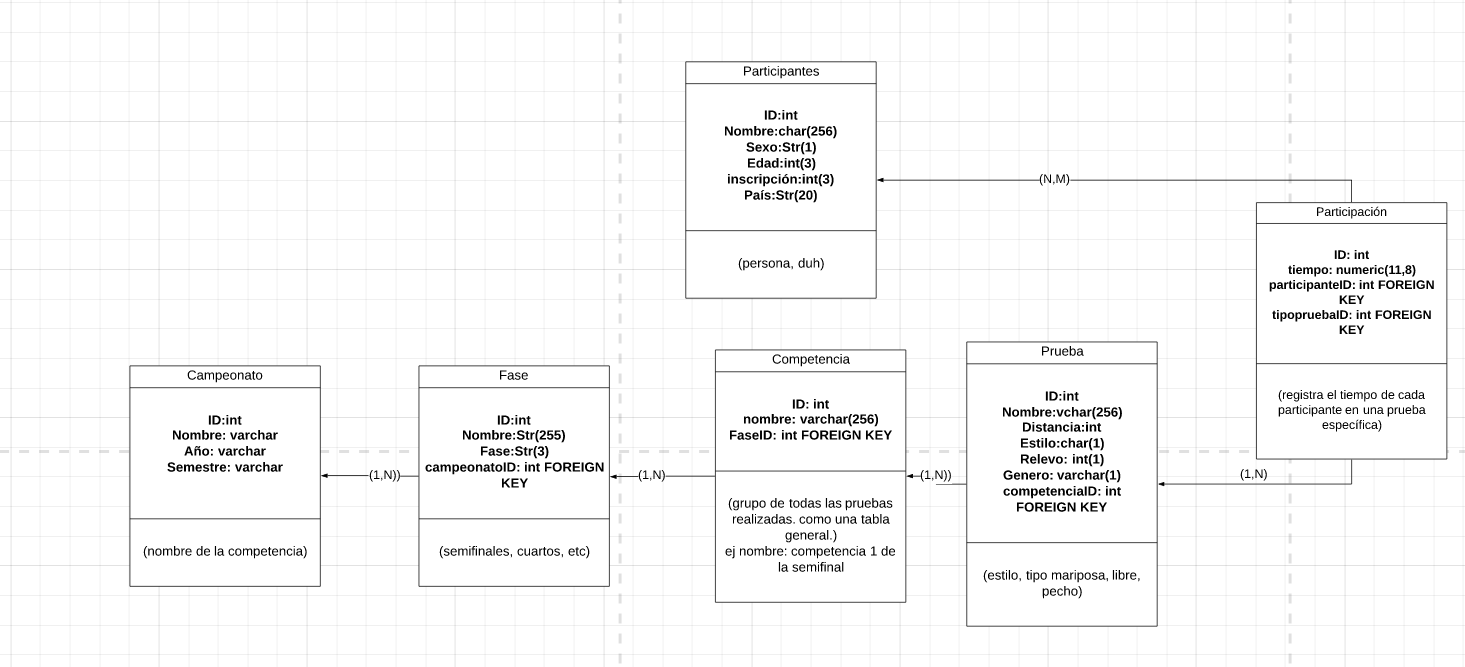 Participantes
ID:int
Nombre:char(256)
Sexo:Str(1)
Edad:int(3)
inscripción:int(3)
País:Str(20)
(persona, duh)
(N,M)
Participación
ID: int
tiempo: numeric(11,8)
participanteID: int FOREIGN
KEY
tipopruebaID: int FOREIGN
KEY
(registra el tiempo de cada
participante en una prueba
específica)
Campeonato
ID:int
Nombre: varchar
Año: varchar
Semestre: varchar
(nombre de la competencia)
(1,N))
Fase
ID:int
Nombre:Str(255)
Fase:Str(3)
campeonatoID: int FOREIGN
KEY
(semifinales, cuartos, etc)
(1,N)
Competencia
ID: int
nombre: varchar(256)
FaseID: int FOREIGN KEY
(grupo de todas las pruebas
realizadas. como una tabla
general.)
ej nombre: competencia 1 de
la semifinal
(1,N))
Prueba
ID:int
Nombre:vchar(256)
Distancia:int
Estilo:char(1)
Relevo: int(1)
Genero: varchar(1)
competenciaID: int
FOREIGN KEY
(estilo, tipo mariposa, libre,
pecho)
(1,N)